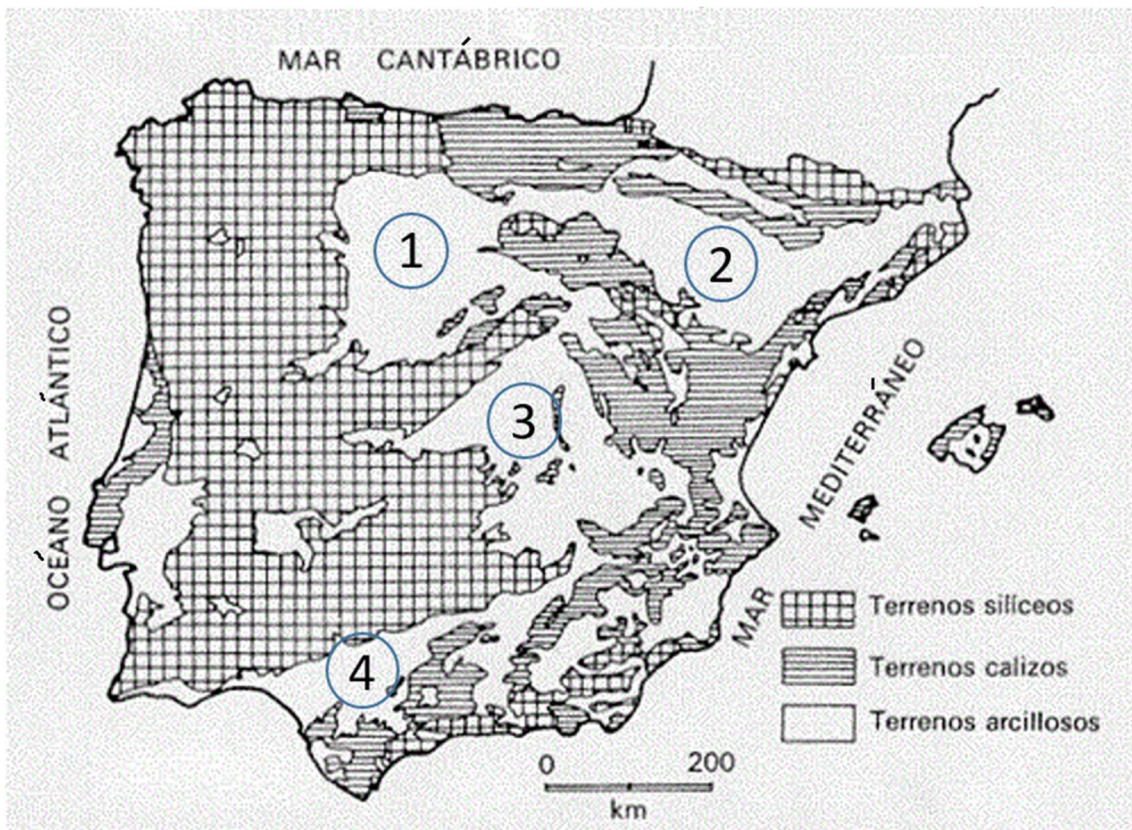 MAR CANTÁBRICO
1
2
3
4
OCÉANO ATLÁNTICO
MAR MEDITERRÁNEO
Terrenos silíceos
Terrenos calizos
Terrenos arcillosos
0 200
km